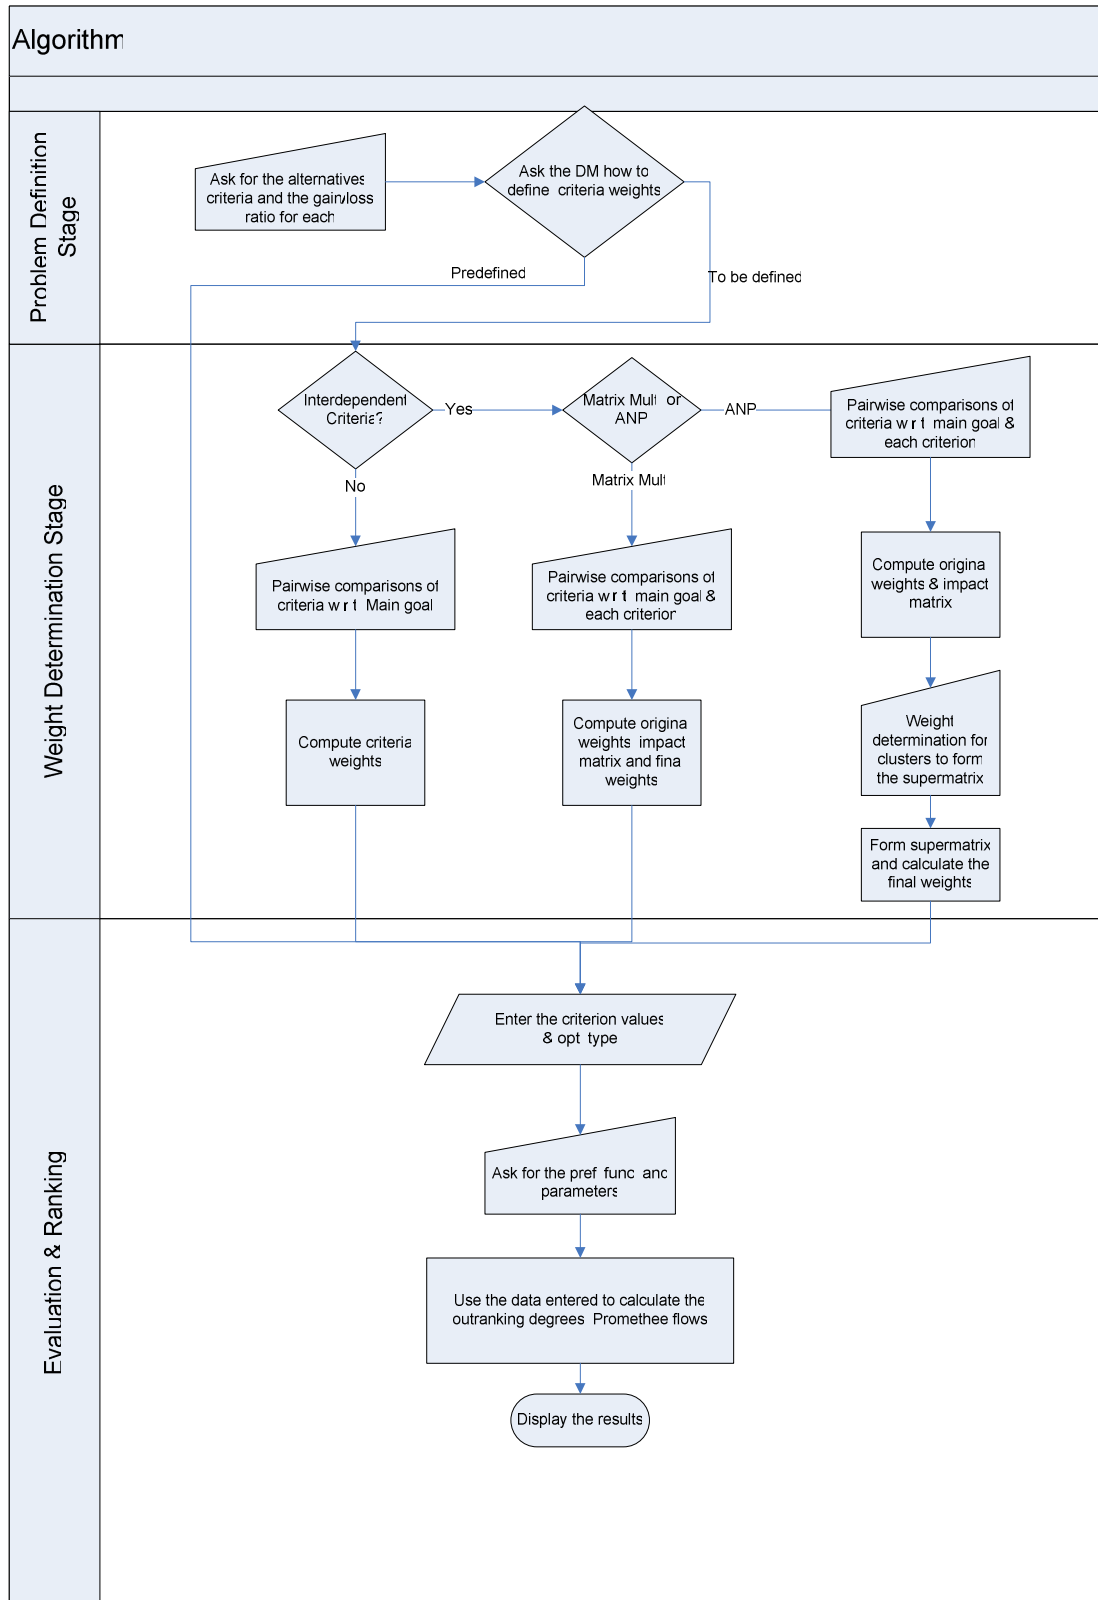 Algorithm
Problem Definition
Stage
Ask for the alternatives
criteria and the gain/loss
ratio for each
Ask the DM how to
define criteria weights
Predefined
To be defined
Weight Determination Stage
Interdependent
Criteria?
Yes
Matrix Mult or
ANP
ANP
Pairwise comparisons of
criteria w r t main goal &
each criterion
No
Matrix Mult
Pairwise comparisons of
criteria w r t Main goal
Pairwise comparisons of
criteria w r t main goal &
each criterion
Compute origina
weights & impact
matrix
Compute criteria
weights
Compute origina
weights impact
matrix and fina
weights
Weight
determination for
clusters to form
the supermatrix
Form supermatrix
and calculate the
final weights
Evaluation & Ranking
Enter the criterion values
& opt type
Ask for the pref func and
parameters
Use the data entered to calculate the
outranking degrees Promethee flows
Display the results